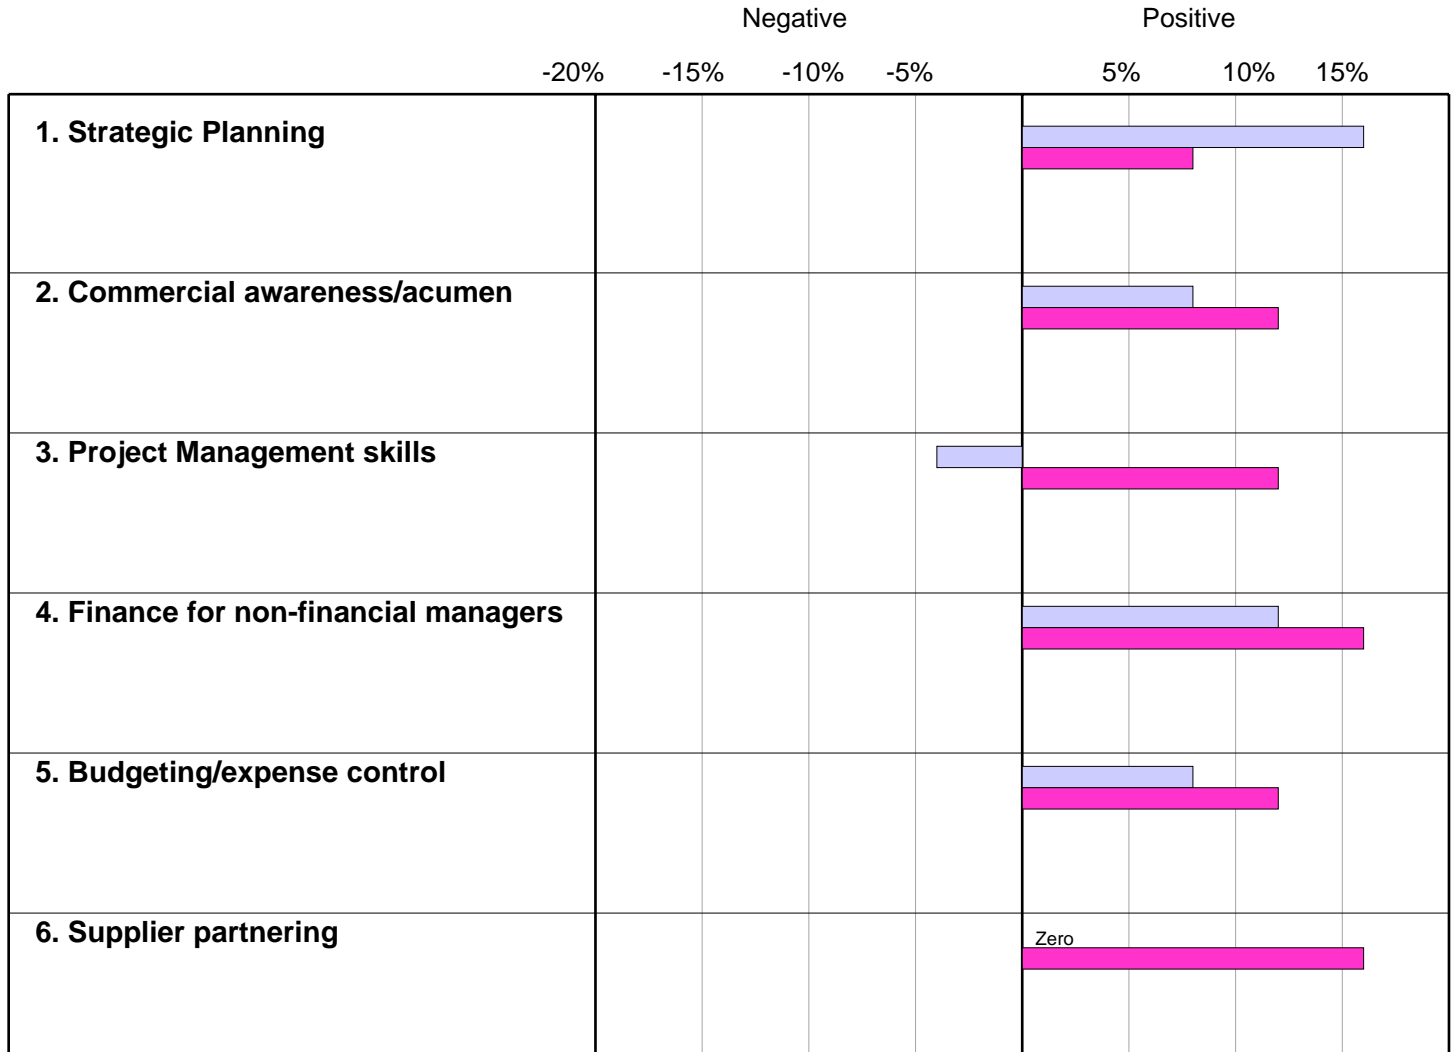 Negative Positive
-20% -15% -10% -5% 5% 10% 15%
1. Strategic Planning
2. Commercial awareness/acumen
3. Project Management skills
4. Finance for non-financial managers
5. Budgeting/expense control
6. Supplier partnering
Zero